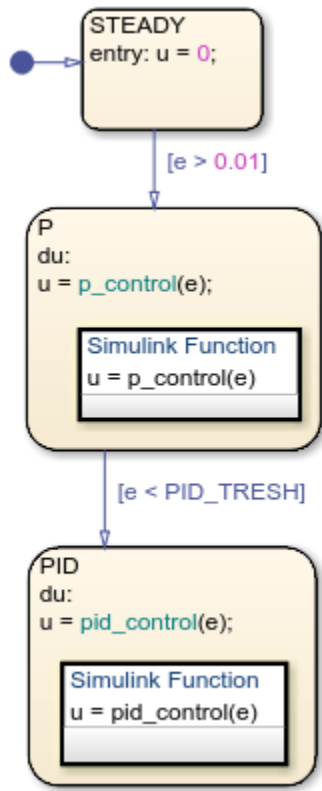 STEADY
entry: u = 0;
[e > 0.01]
P
du:
u = p_control(e);
Simulink Function
u = p_control(e)
[e < PID_TRESH]
PID
du:
u = pid_control(e);
Simulink Function
u = pid_control(e)